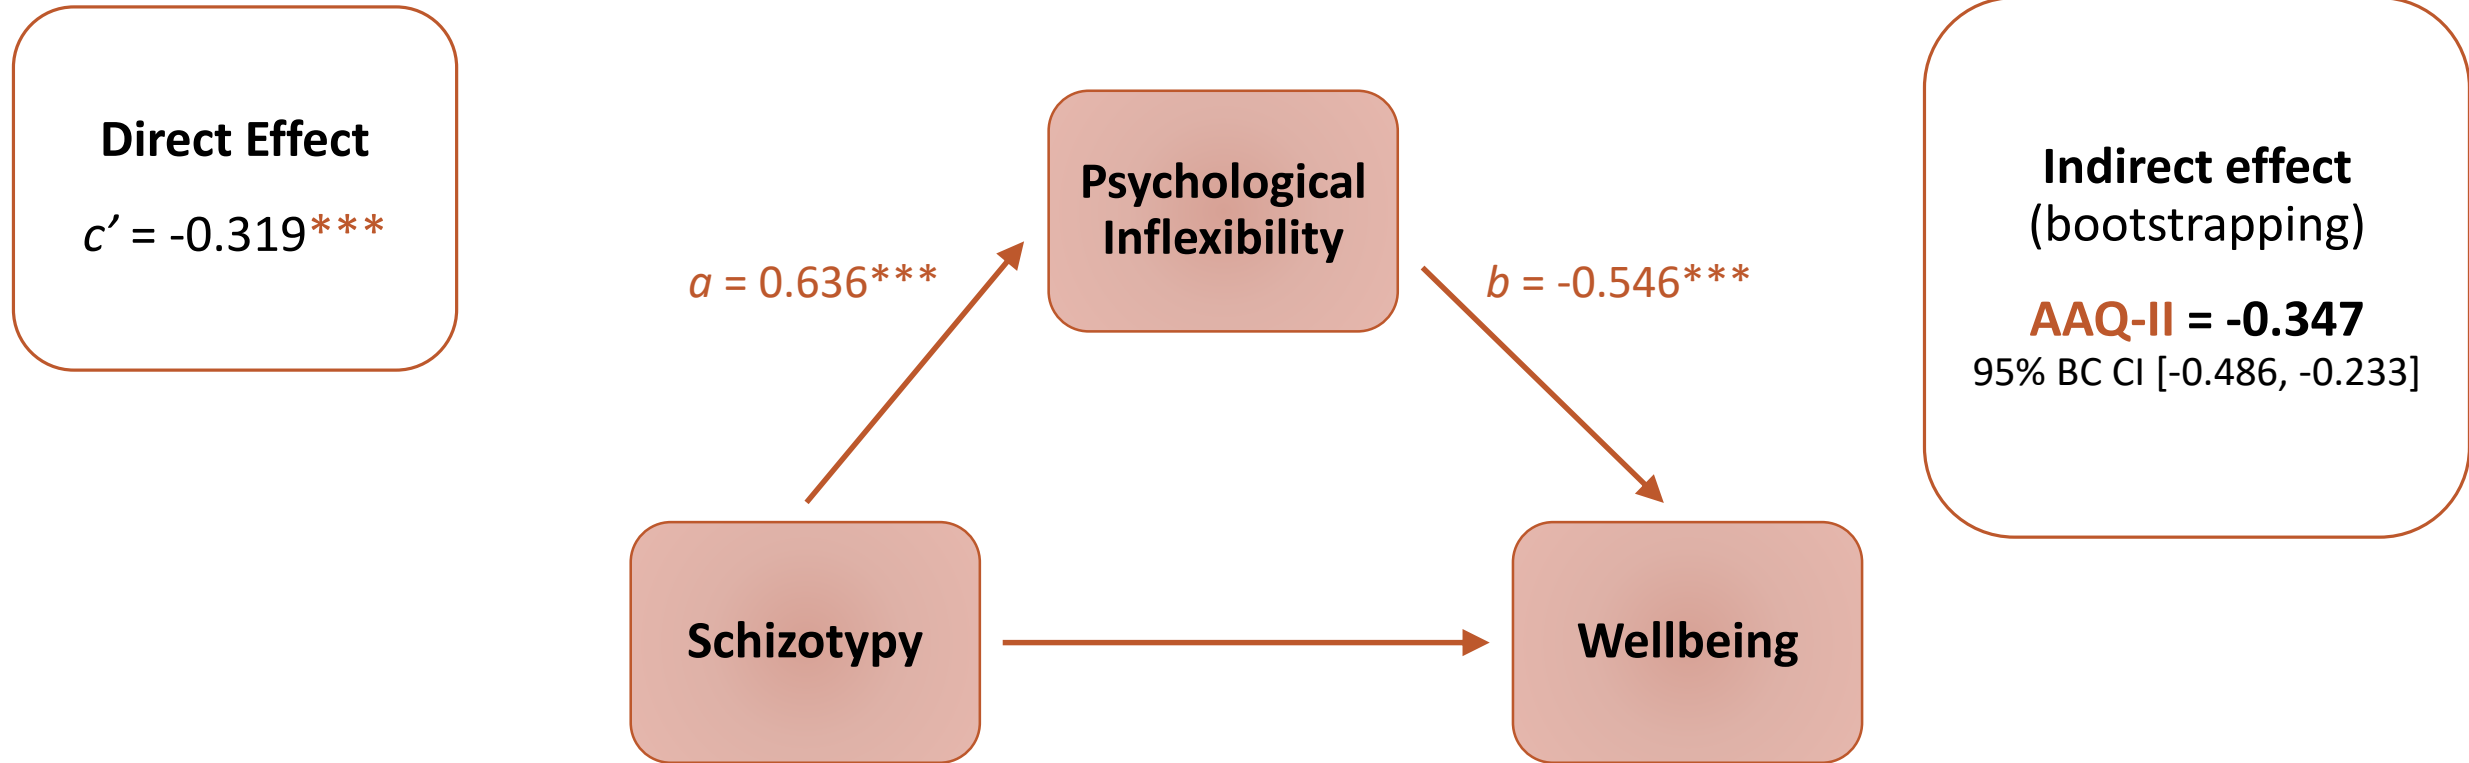 Direct Effect
c′ = -0.319***
Psychological
Inflexibility
a = 0.636***
b = -0.546***
Indirect effect
(bootstrapping)
AAQ-II = -0.347
95% BC CI [-0.486, -0.233]
Schizotypy
Wellbeing